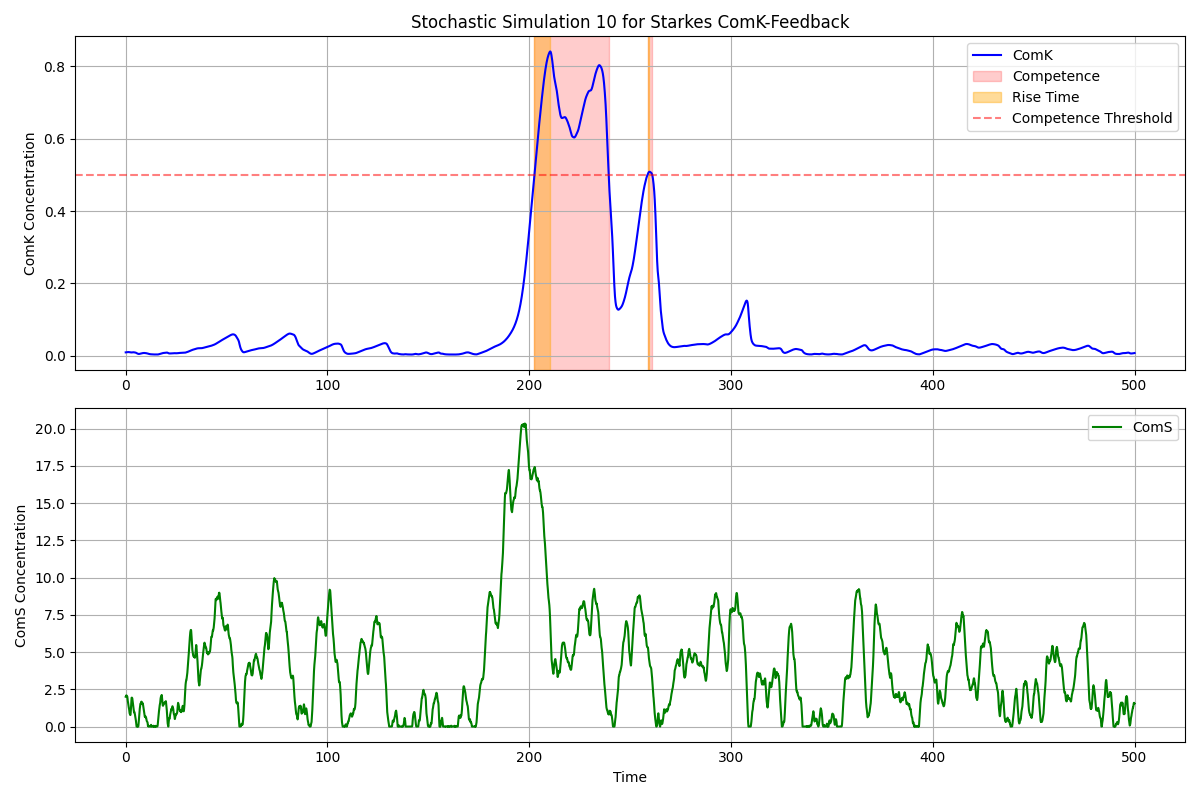 Stochastic Simulation 10 for Starkes ComK-Feedback
ComK Concentration
0.8
0.6
0.4
0.2
0.0
ComK
Competence
Rise Time
Competence Threshold
0 100 200 300 400 500
ComS Concentration
20.0
17.5
15.0
12.5
10.0
7.5
5.0
2.5
0.0
ComS
0 100 200 300 400 500
Time